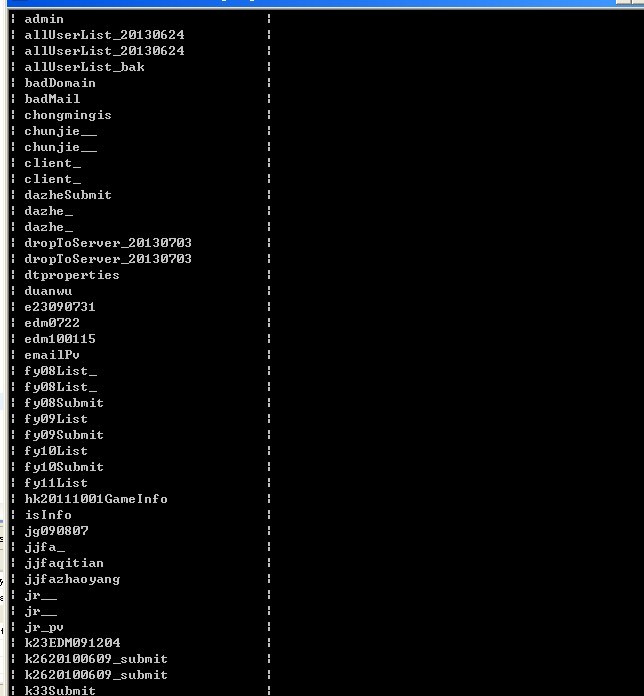 admin
allUserList_20130624
allUserList_20130624
allUserList_bak
badDomain
badMail
chongmingis
chunjie__
chunjie__
client_
client_
dazheSubmit
dazhe_
dazhe_
dropToServer_20130703
dropToServer_20130703
dtproperties
duanwu
e23090731
edm0722
edm100115
emailPv
fy08List_
fy08List_
fy08Submit
fy09List
fy09Submit
fy10List
fy10Submit
fy11List
hk20111001GameInfo
isInfo
jg090807
jjfa_
jjfaqitian
jjfazhaoyang
jr__
jr__
jr_pv
k23EDM091204
k2620100609_submit
k2620100609_submit
k33Submit